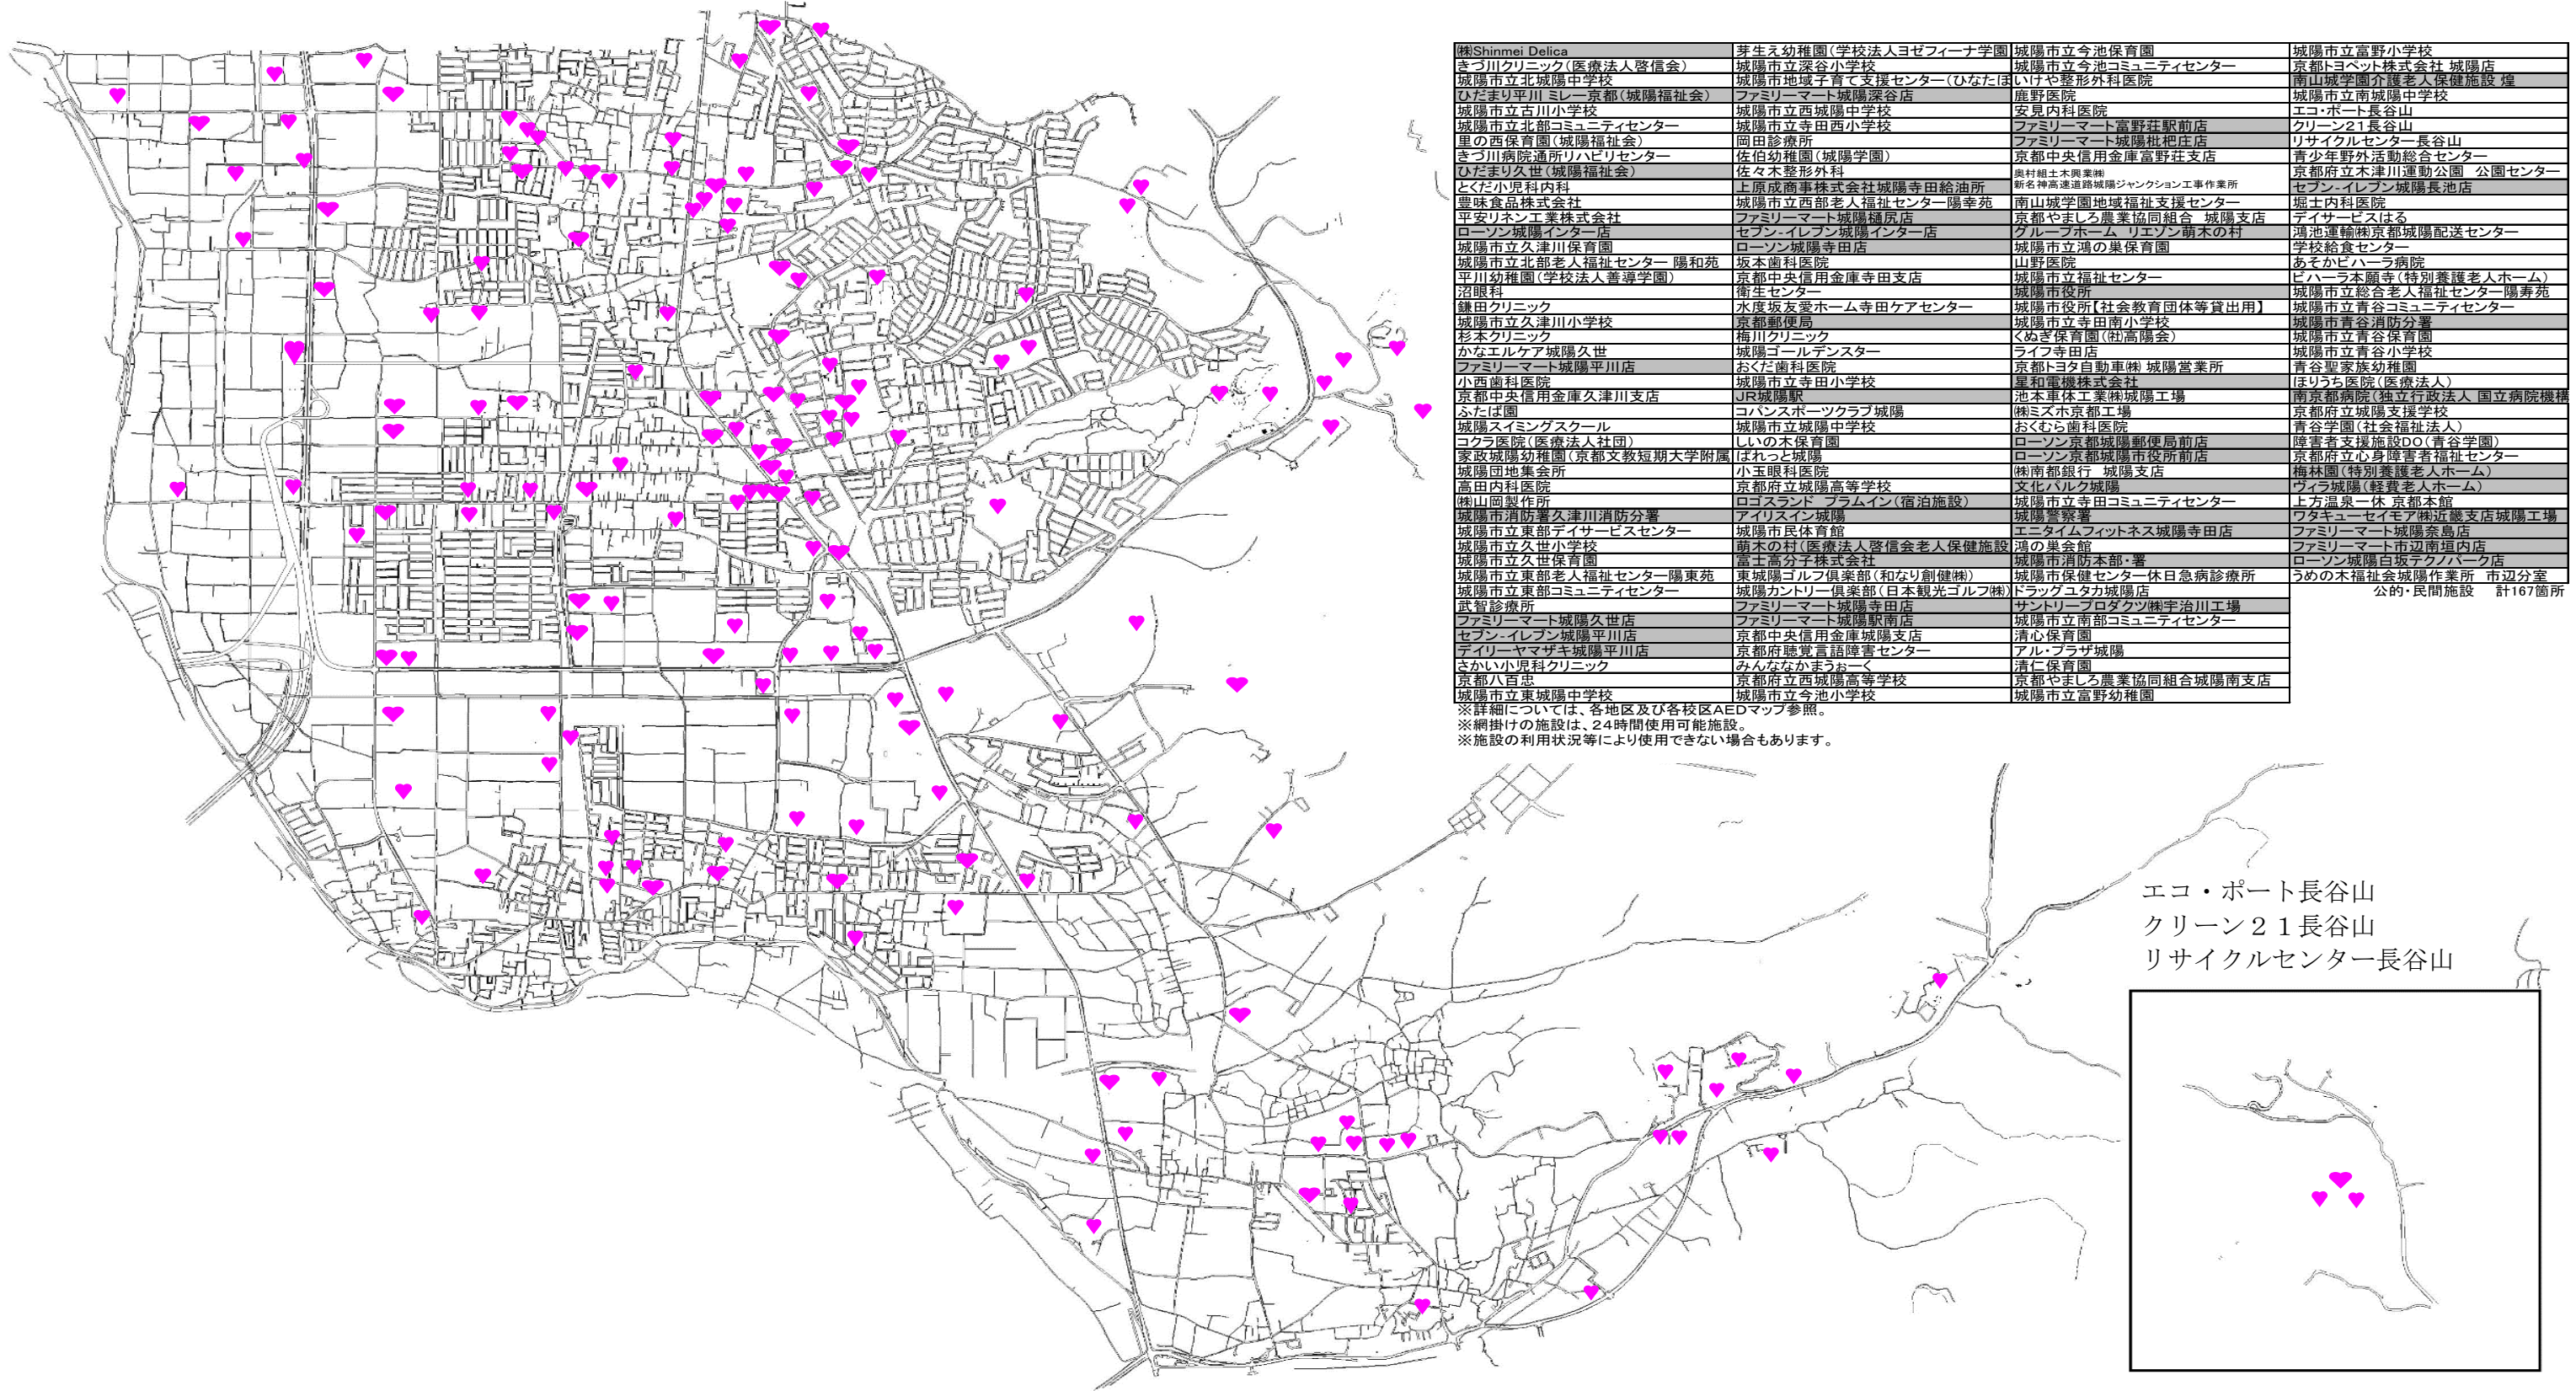 ㈱Shinmei Delica
きづ川クリニック(医療法人啓信会)
城陽市立北城陽中学校
ひだまり平川 ミレー京都(城陽福祉会)
城陽市立古川小学校
城陽市立北部コミュニティセンター
里の西保育園(城陽福祉会)
きづ川病院通所リハビリセンター
ひだまり久世(城陽福祉会)
とくだ小児科内科
豊味食品株式会社
平安リネン工業株式会社
ローソン城陽インター店
城陽市立久津川保育園
城陽市立北部老人福祉センター 陽和苑
平川幼稚園(学校法人善導学園)
沼眼科
鎌田クリニック
城陽市立久津川小学校
杉本クリニック
かなエルケア城陽久世
ファミリーマート城陽平川店
小西歯科医院
京都中央信用金庫久津川支店
ふたば園
城陽スイミングスクール
コクラ医院(医療法人社団)
家政城陽幼稚園(京都文教短期大学附属
城陽団地集会所
高田内科医院
㈱山岡製作所
城陽市消防署久津川消防分署
城陽市立東部デイサービスセンター
城陽市立久世小学校
城陽市立久世保育園
城陽市立東部老人福祉センター陽東苑
城陽市立東部コミュニティセンター
武智診療所
ファミリーマート城陽久世店
セブン-イレブン城陽平川店
デイリーヤマザキ城陽平川店
さかい小児科クリニック
京都八百忠
城陽市立東城陽中学校
芽生え幼稚園(学校法人ヨゼフィーナ学園
城陽市立深谷小学校
城陽市地域子育て支援センター(ひなたぼ
ファミリーマート城陽深谷店
城陽市立西城陽中学校
城陽市立寺田西小学校
岡田診療所
佐伯幼稚園(城陽学園)
佐々木整形外科
上原成商事株式会社城陽寺田給油所
城陽市立西部老人福祉センター陽幸苑
ファミリーマート城陽樋尻店
セブン-イレブン城陽インター店
ローソン城陽寺田店
坂本歯科医院
京都中央信用金庫寺田支店
衛生センター
水度坂友愛ホーム寺田ケアセンター
京都郵便局
梅川クリニック
城陽ゴールデンスター
おくだ歯科医院
城陽市立寺田小学校
JR城陽駅
コパンスポーツクラブ城陽
城陽市立城陽中学校
しいの木保育園
ぱれっと城陽
小玉眼科医院
京都府立城陽高等学校
ロゴスランド プラムイン(宿泊施設)
アイリスイン城陽
城陽市民体育館
萌木の村(医療法人啓信会老人保健施設
富士高分子株式会社
東城陽ゴルフ倶楽部(和なり創健㈱)
城陽カントリー倶楽部(日本観光ゴルフ㈱)
ファミリーマート城陽寺田店
ファミリーマート城陽駅南店
京都中央信用金庫城陽支店
京都府聴覚言語障害センター
みんななかまうぉーく
京都府立西城陽高等学校
城陽市立今池小学校
城陽市立今池保育園
城陽市立今池コミュニティセンター
いけや整形外科医院
鹿野医院
安見内科医院
ファミリーマート富野荘駅前店
ファミリーマート城陽枇杷庄店
京都中央信用金庫富野荘支店
奥村組土木興業㈱
新名神高速道路城陽ジャンクション工事作業所
南山城学園地域福祉支援センター
京都やましろ農業協同組合 城陽支店
グループホーム リエゾン萌木の村
城陽市立鴻の巣保育園
山野医院
城陽市立福祉センター
城陽市役所
城陽市役所【社会教育団体等貸出用】
城陽市立寺田南小学校
くぬぎ保育園(㈳高陽会)
ライフ寺田店
京都トヨタ自動車㈱ 城陽営業所
星和電機株式会社
池本車体工業㈱城陽工場
㈱ミズホ京都工場
おくむら歯科医院
ローソン京都城陽郵便局前店
ローソン京都城陽市役所前店
㈱南都銀行 城陽支店
文化パルク城陽
城陽市立寺田コミュニティセンター
城陽警察署
エニタイムフィットネス城陽寺田店
鴻の巣会館
城陽市消防本部・署
城陽市保健センター休日急病診療所
ドラッグユタカ城陽店
サントリープロダクツ㈱宇治川工場
城陽市立南部コミュニティセンター
清心保育園
アル・プラザ城陽
清仁保育園
京都やましろ農業協同組合城陽南支店
城陽市立富野幼稚園
城陽市立富野小学校
京都トヨペット株式会社 城陽店
南山城学園介護老人保健施設 煌
城陽市立南城陽中学校
エコ・ポート長谷山
クリーン21長谷山
リサイクルセンター長谷山
青少年野外活動総合センター
京都府立木津川運動公園 公園センター
セブン-イレブン城陽長池店
堀士内科医院
デイサービスはる
鴻池運輸㈱京都城陽配送センター
学校給食センター
あそかビハーラ病院
ビハーラ本願寺(特別養護老人ホーム)
城陽市立総合老人福祉センター陽寿苑
城陽市立青谷コミュニティセンター
城陽市青谷消防分署
城陽市立青谷保育園
城陽市立青谷小学校
青谷聖家族幼稚園
ほりうち医院(医療法人)
南京都病院(独立行政法人 国立病院機構
京都府立城陽支援学校
青谷学園(社会福祉法人)
障害者支援施設DO(青谷学園)
京都府立心身障害者福祉センター
梅林園(特別養護老人ホーム)
ヴィラ城陽(軽費老人ホーム)
上方温泉一休 京都本館
ワタキューセイモア㈱近畿支店城陽工場
ファミリーマート城陽奈島店
ファミリーマート市辺南垣内店
ローソン城陽白坂テクノパーク店
うめの木福祉会城陽作業所 市辺分室
公的・民間施設 計167箇所
※詳細については、各地区及び各校区AEDマップ参照。
※網掛けの施設は、24時間使用可能施設。
※施設の利用状況等により使用できない場合もあります。
エコ・ポート長谷山
クリーン２１長谷山
リサイクルセンター長谷山